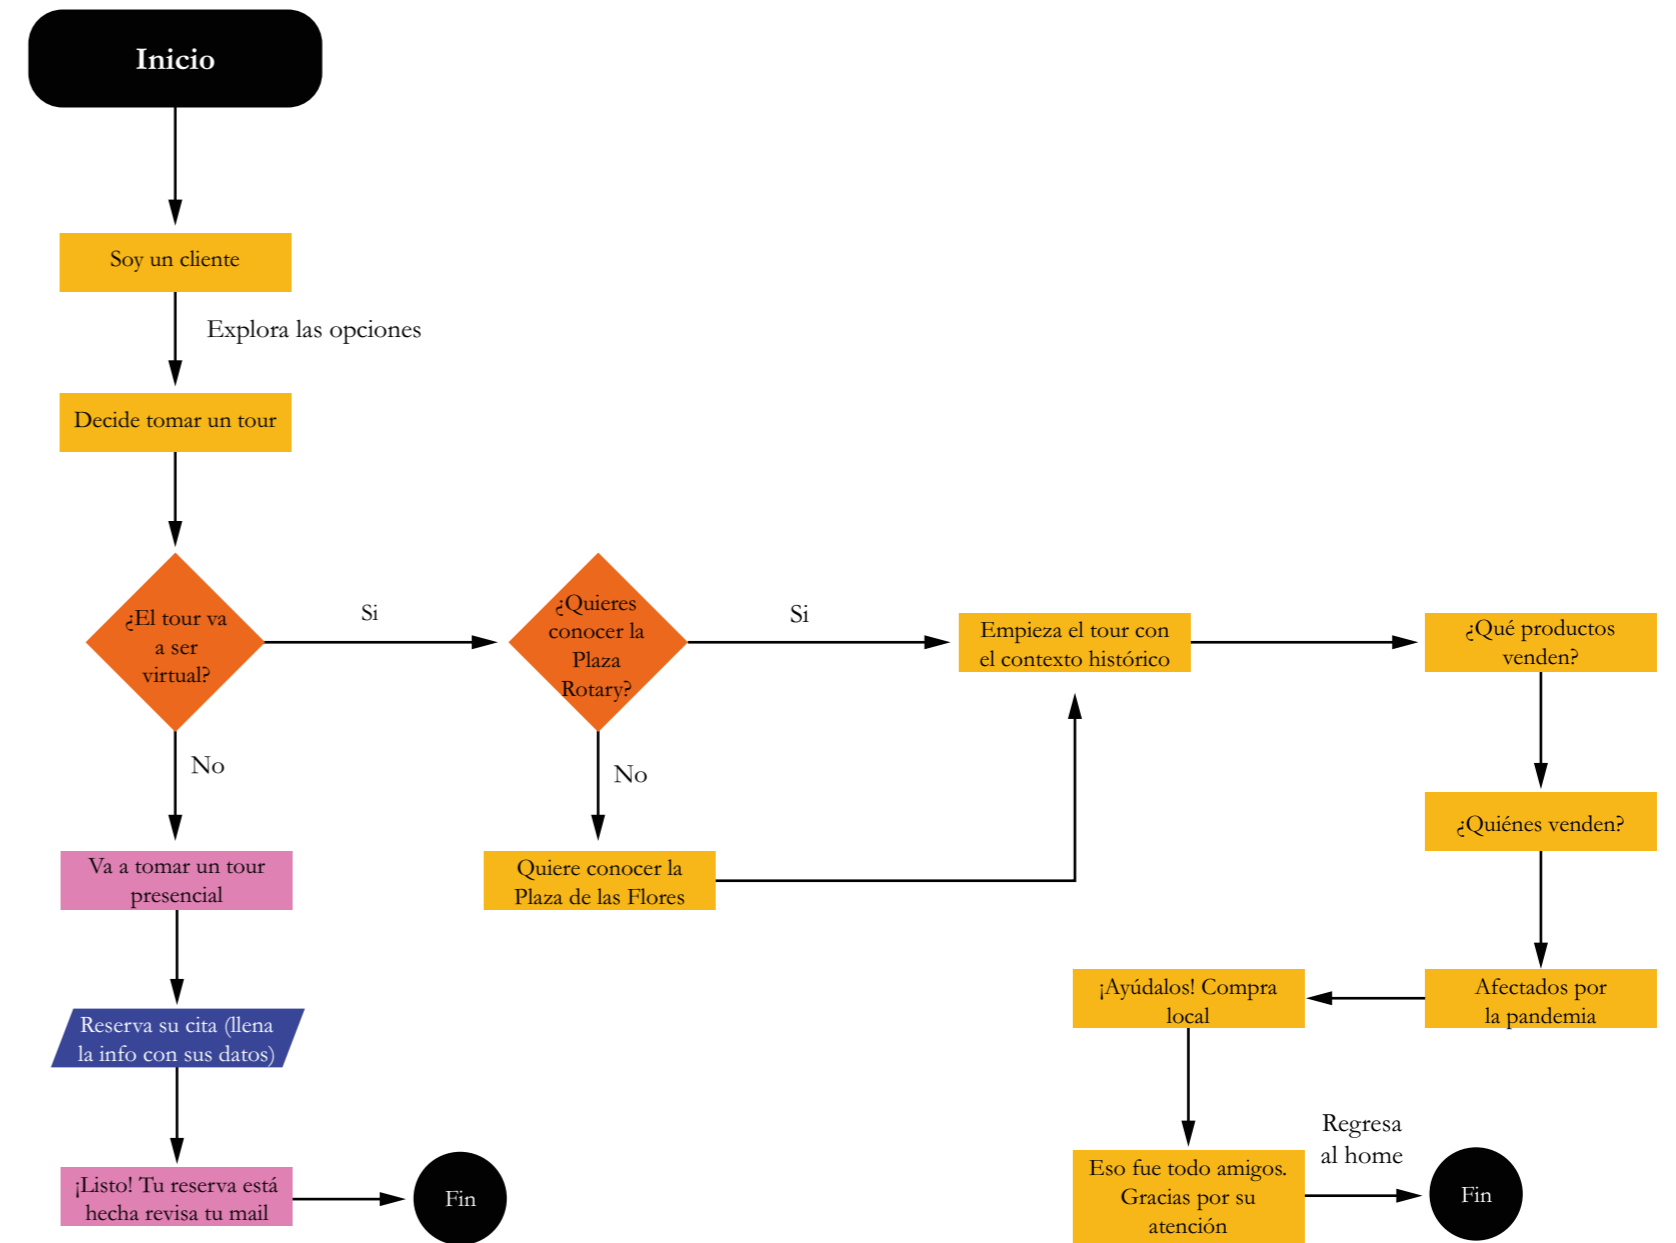 Inicio
Soy un cliente
Explora las opciones
Decide tomar un tour
¿El tour va
a ser
virtual?
Si
No
¿Quieres
conocer la
Plaza
Rotary?
Si
No
Empieza el tour con
el contexto histórico
¿Qué productos
venden?
¿Quiénes venden?
Va a tomar un tour
presencial
Quiere conocer la
Plaza de las Flores
Afectados por
la pandemia
¡Ayúdalos! Compra
local
Reserva su cita (llena
la info con sus datos)
¡Listo! Tu reserva está
hecha revisa tu mail
Fin
Eso fue todo amigos.
Gracias por su
atención
Regresa
al home
Fin